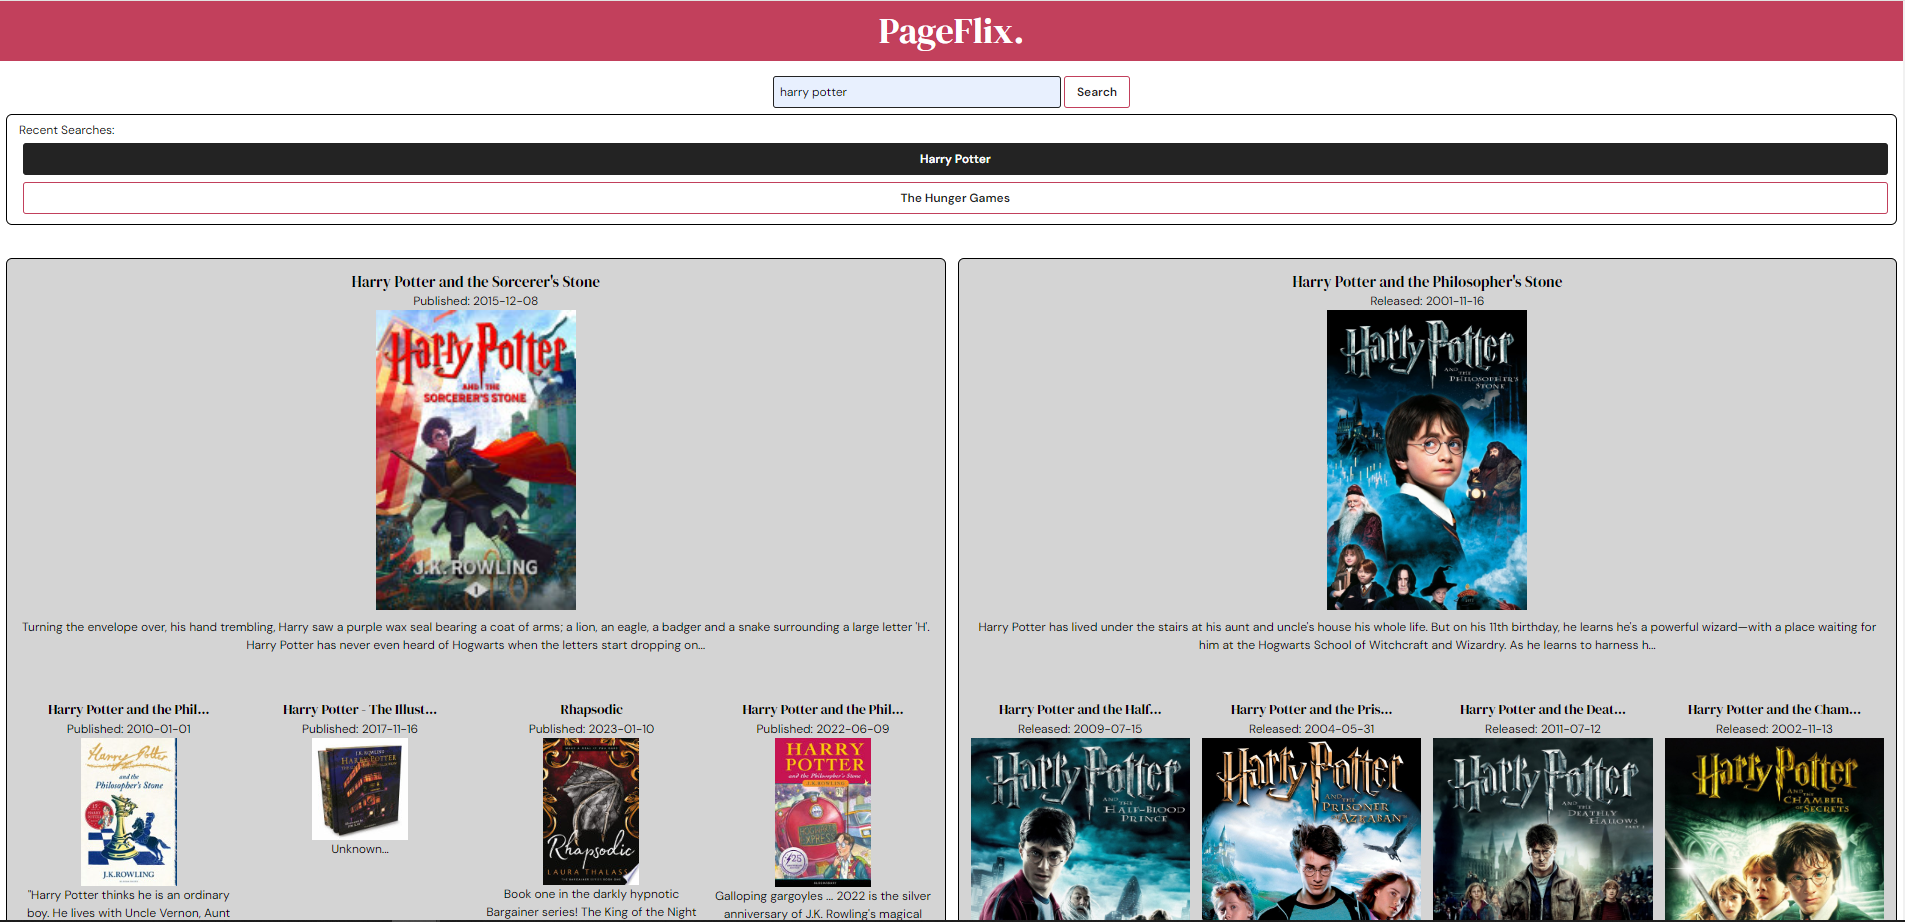 PageFlix.
harry potter
Search
Recent Searches:
Harry Potter
The Hunger Games
Harry Potter and the Sorcerer's Stone
Published: 2015-12-08
Harry Potter
AND THE
SORCERER'S STONE
J.K. ROWLING
1
Turning the envelope over, his hand trembling, Harry saw a purple wax seal bearing a coat of arms; a lion, an eagle, a badger and a snake surrounding a large letter 'H'.
Harry Potter has never even heard of Hogwarts when the letters start dropping on...
Harry Potter and the Philosopher's Stone
Released: 2001-11-16
Harry Potter
AND THE
PHILOSOPHER'S
STONE
Harry Potter has lived under the stairs at his aunt and uncle's house his whole life. But on his 11th birthday, he learns he's a powerful wizard—with a place waiting for
him at the Hogwarts School of Witchcraft and Wizardry. As he learns to harness h...
Harry Potter and the Phil...
Published: 2010-01-01
Harry Potter
and the
Philosopher's Stone
J.K.ROWLING
"Harry Potter thinks he is an ordinary
boy. He lives with Uncle Vernon, Aunt
Harry Potter - The Illust...
Published: 2017-11-16
J.K. ROWLING
HARRY POTTER
Unknown...
Rhapsodic
Published: 2023-01-10
Rhapsodic
LAURA THALASS
Book one in the darkly hypnotic
Bargainer series! The King of the Night
Harry Potter and the Phil...
Published: 2022-06-09
HARRY
POTTER
and the Philosopher's Stone
J.K. ROWLING
HOGWARTS
EXPRESS
25
Galloping gargoyles ... 2022 is the silver
anniversary of J.K. Rowling's magical
Harry Potter and the Half...
Released: 2009-07-15
Harry Potter
AND THE
HALF-BLOOD
PRINCE
Harry Potter and the Pris...
Released: 2004-05-31
Harry Potter
AND THE
PRISONER
OF AZKABAN
Harry Potter and the Deat...
Released: 2011-07-12
Harry Potter
AND THE
DEATHLY
HALLOWS
PART 2
Harry Potter and the Cham...
Released: 2002-11-13
Harry Potter
AND THE
CHAMBER
OF SECRETS